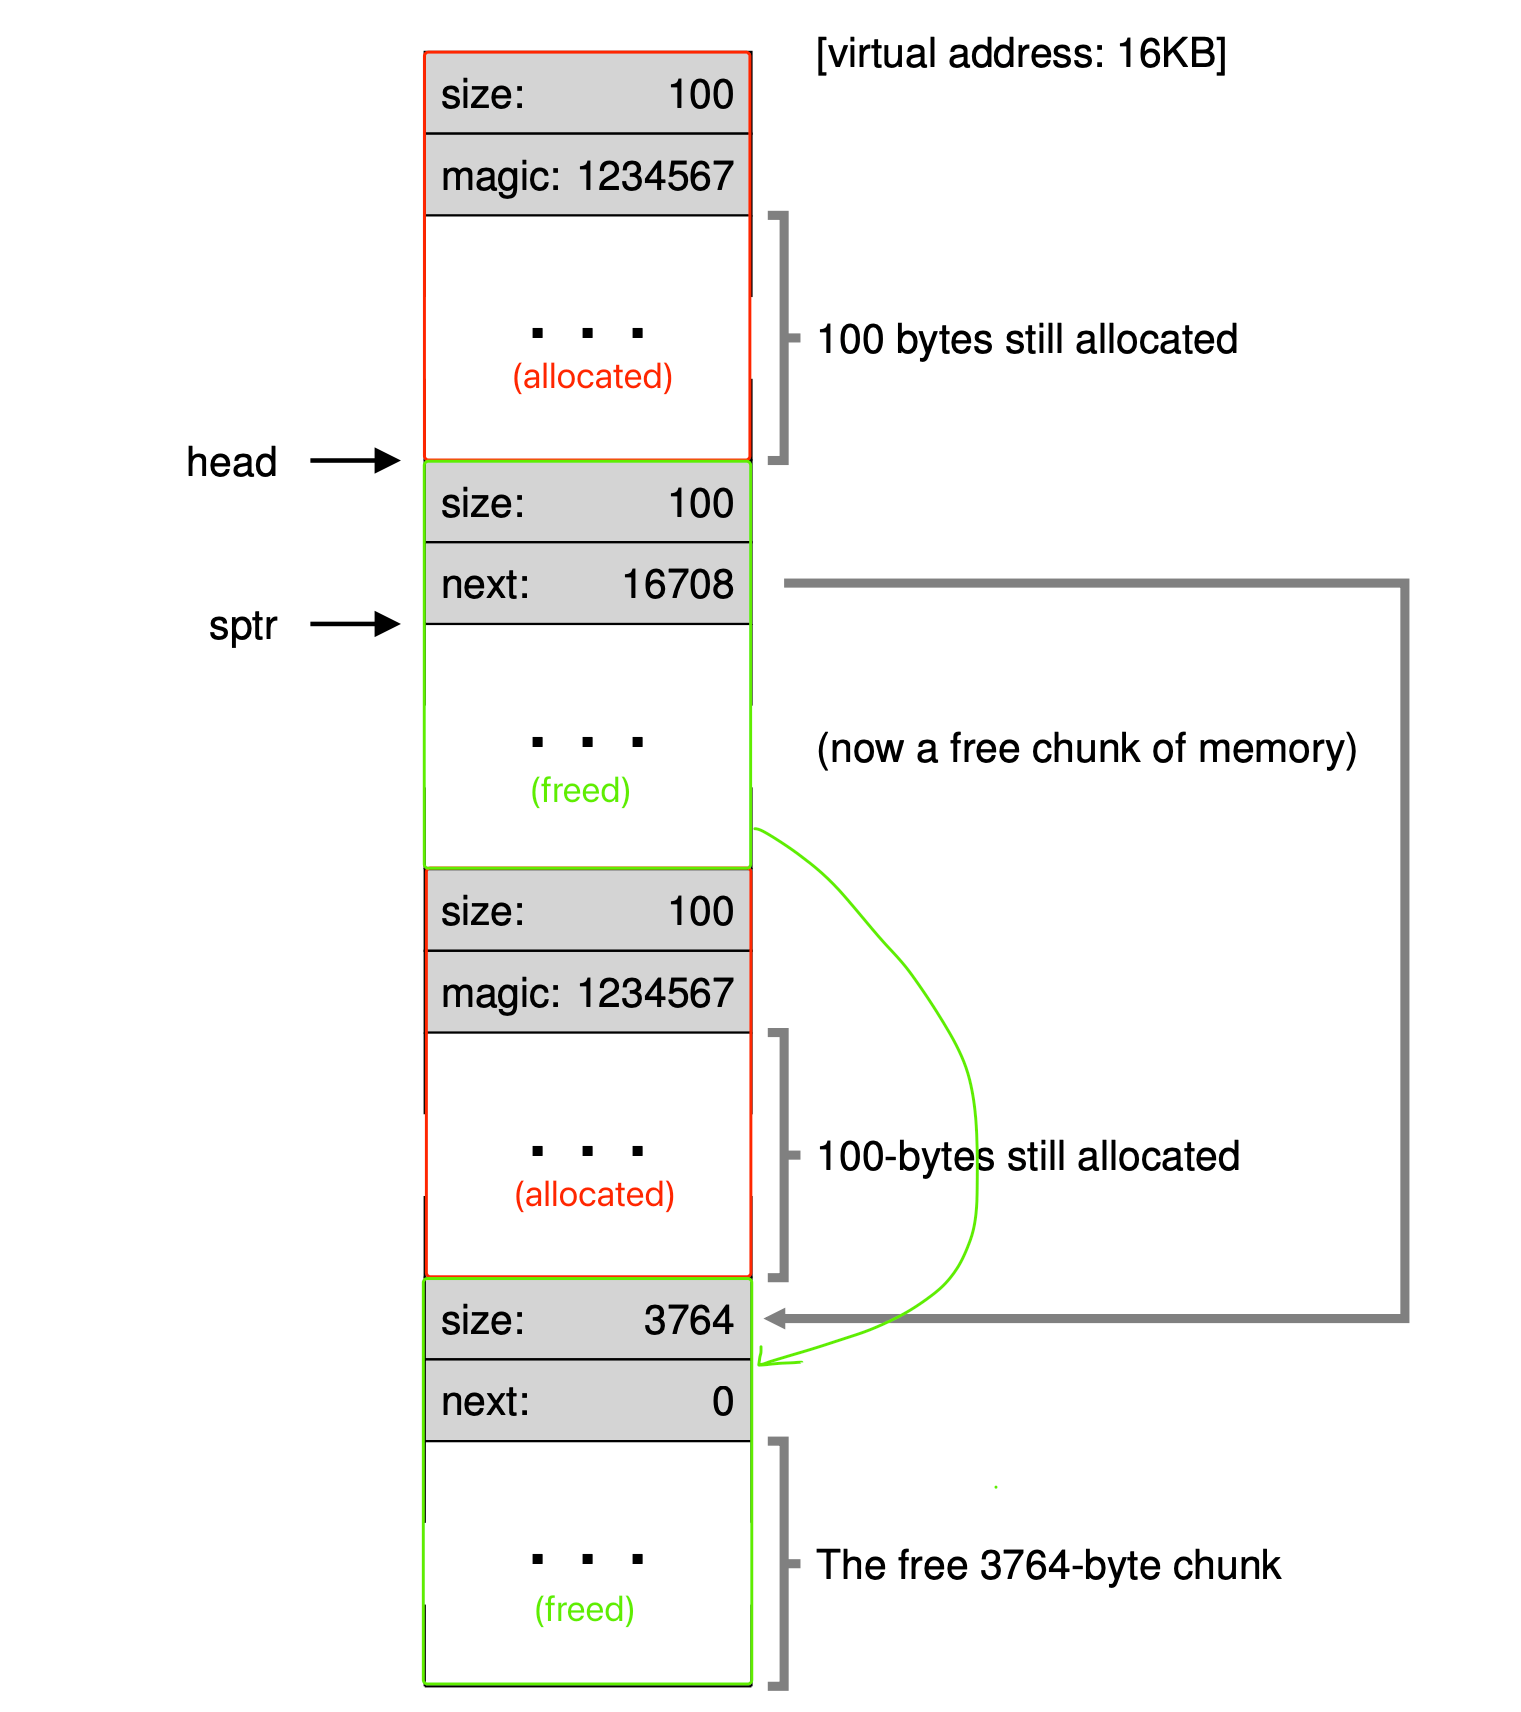 [virtual address: 16KB]
size: 100
magic: 1234567
. . .
100 bytes still allocated
(allocated)
head
size: 100
next: 16708
sptr
. . .
(now a free chunk of memory)
(freed)
size: 100
magic: 1234567
. . .
100-bytes still allocated
(allocated)
size: 3764
next: 0
. . .
The free 3764-byte chunk
(freed)